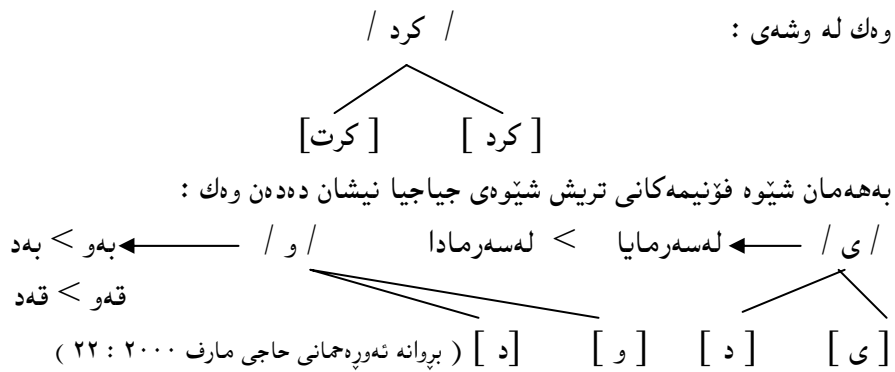 وەك لە وشەی : / كرد /
[ كرد ] [ كرت ]
بەهەمان شێوە فۆنیمەكانی تریش شێوەی جیاجیا نیشان دەدەن وەك :
/ ی / لەسەرمایا > لەسەرمادا / و / بەو > بەد
قەو > قەد
[ ی ] [ د ] [ و ] [ د ] ( بڕوانە ئەوڕەحمانی حاجی مارف ٢٠٠٠ : ٢٢ )